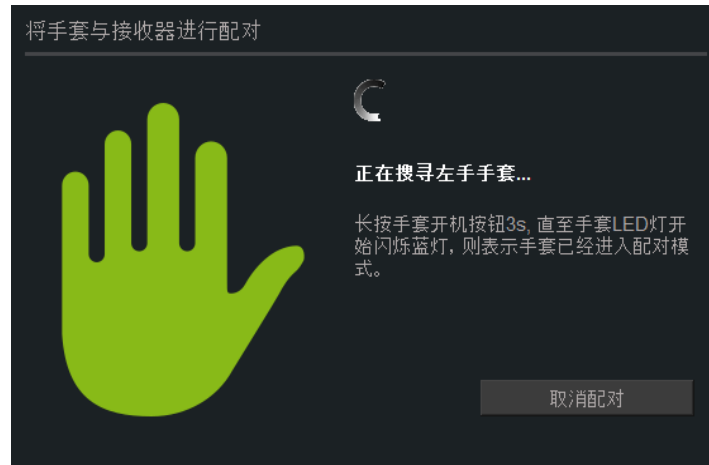 将手套与接收器进行配对
正在搜寻左手手套...
长按手套开机按钮3s, 直至手套LED灯开
始闪烁蓝灯, 则表示手套已经进入配对模
式。
取消配对